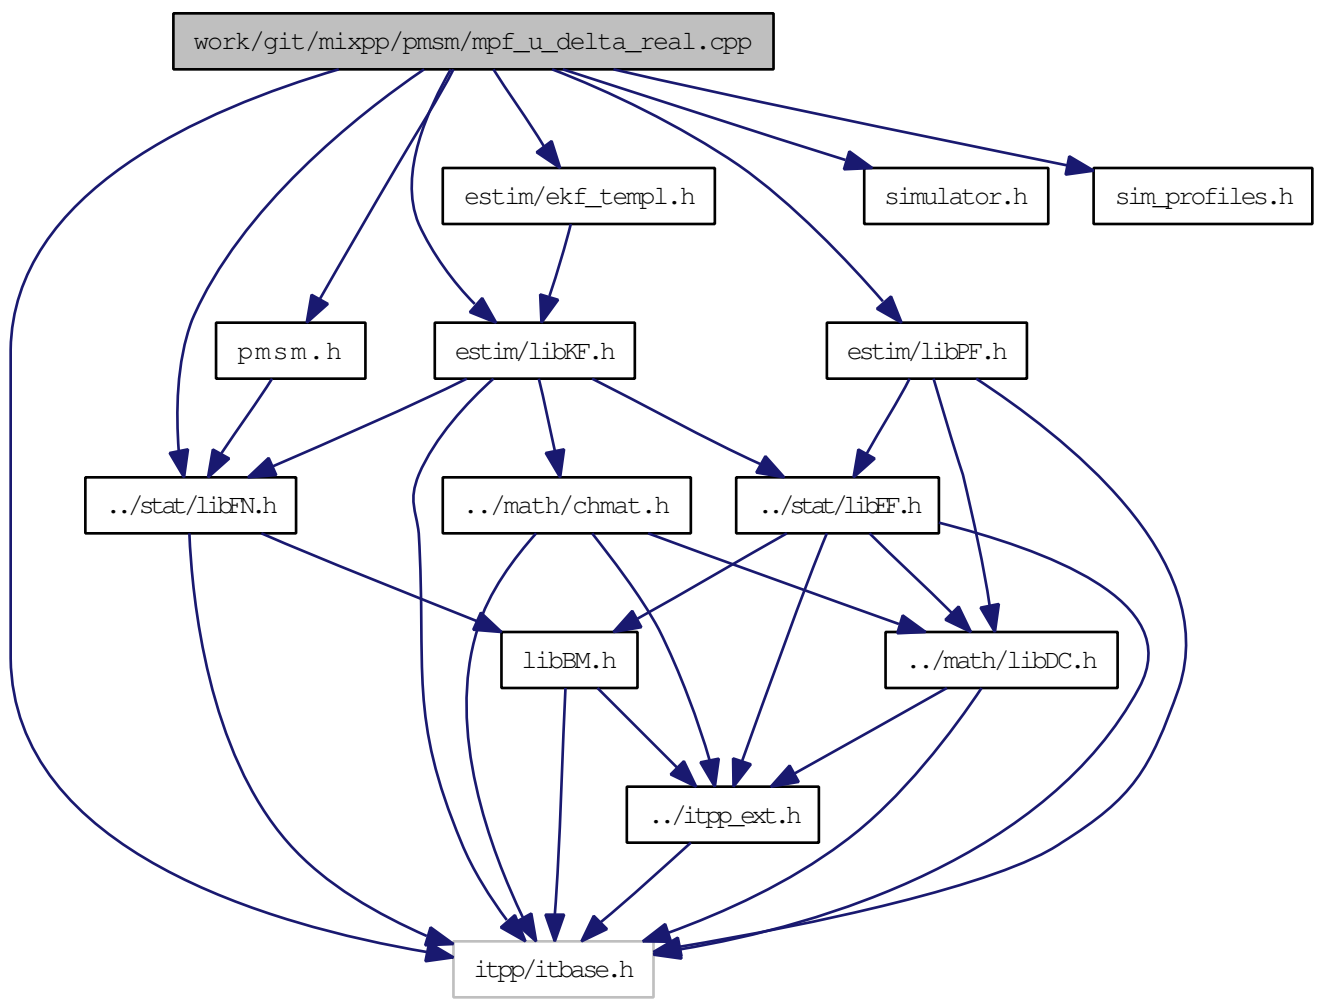 work/git/mixpp/pmsm/mpf_u_delta_real.cpp
estim/ekf_templ.h
simulator.h
sim_profiles.h
pmsm.h
estim/libKF.h
estim/libPF.h
../stat/libFN.h
../math/chmat.h
../stat/libEF.h
libBM.h
../math/libDC.h
../itpp_ext.h
itpp/itbase.h